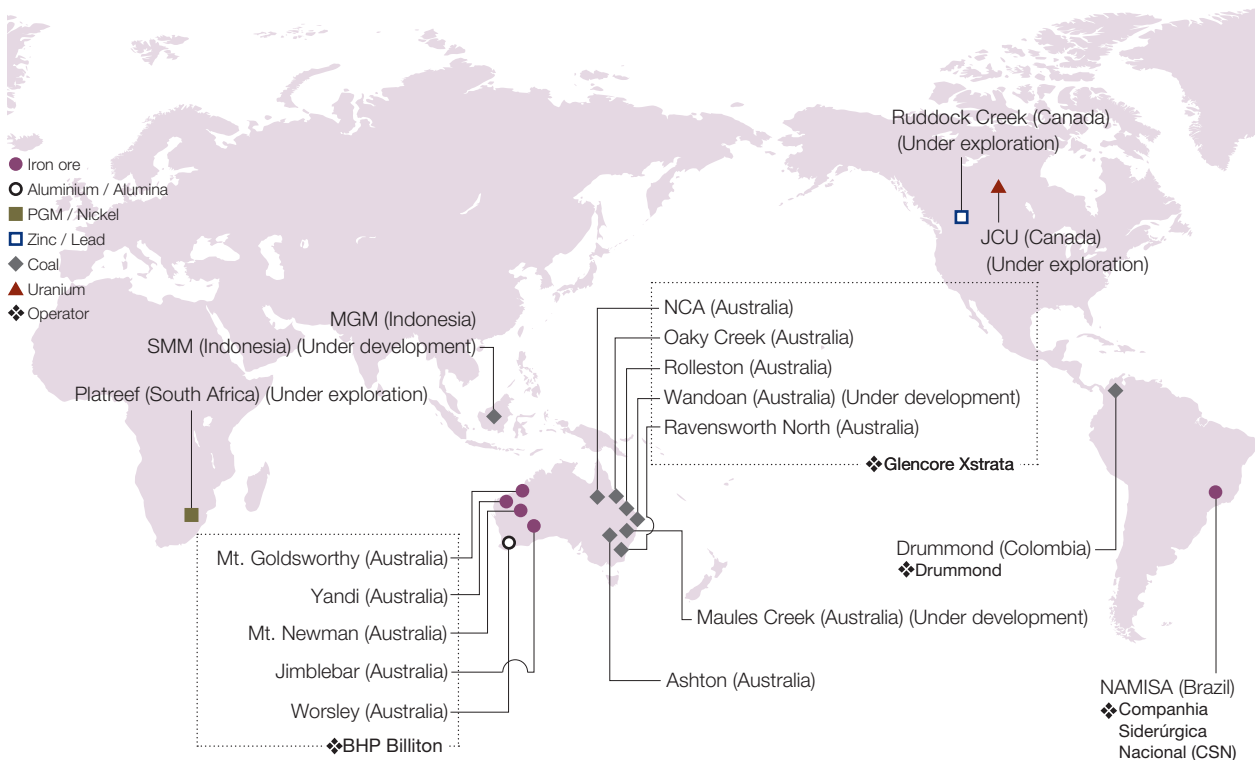 Ruddock Creek (Canada)
(Under exploration)
Iron ore
Aluminium / Alumina
PGM / Nickel
Zinc / Lead
Coal
Uranium
Operator
JCU (Canada)
(Under exploration)
MGM (Indonesia)
SMM (Indonesia) (Under development)
Platreef (South Africa) (Under exploration)
NCA (Australia)
Oaky Creek (Australia)
Rolleston (Australia)
Wandoan (Australia) (Under development)
Ravensworth North (Australia)
Glencore Xstrata
Mt. Goldsworthy (Australia)
Yandi (Australia)
Mt. Newman (Australia)
Jimblebar (Australia)
Worsley (Australia)
BHP Billiton
Drummond (Colombia)
Drummond
Maules Creek (Australia) (Under development)
Ashton (Australia)
NAMISA (Brazil)
Companhia
Siderúrgica
Nacional (CSN)